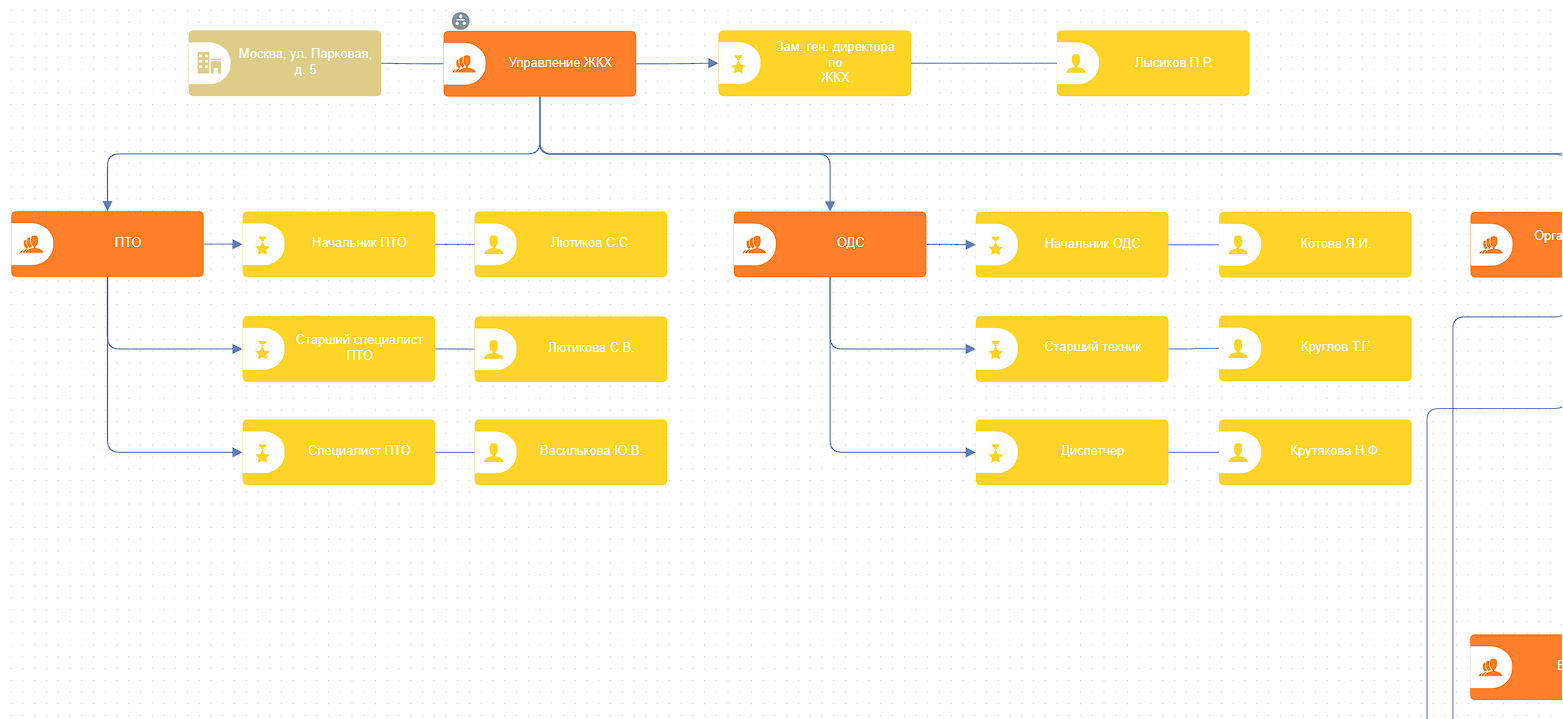 Москва, ул. Парковая,
д. 5
Управление ЖКХ
Зам. ген. директора
по
ЖКХ
Лысиков П.Р.
ПТО
Начальник ПТО
Лютиков С.С.
ОДС
Начальник ОДС
Котова Я.И.
Старший специалист
ПТО
Лютикова С.В.
Старший техник
Круглов Т.Г.
Специалист ПТО
Василькова Ю.В.
Диспетчер
Крутякова Н.Ф.